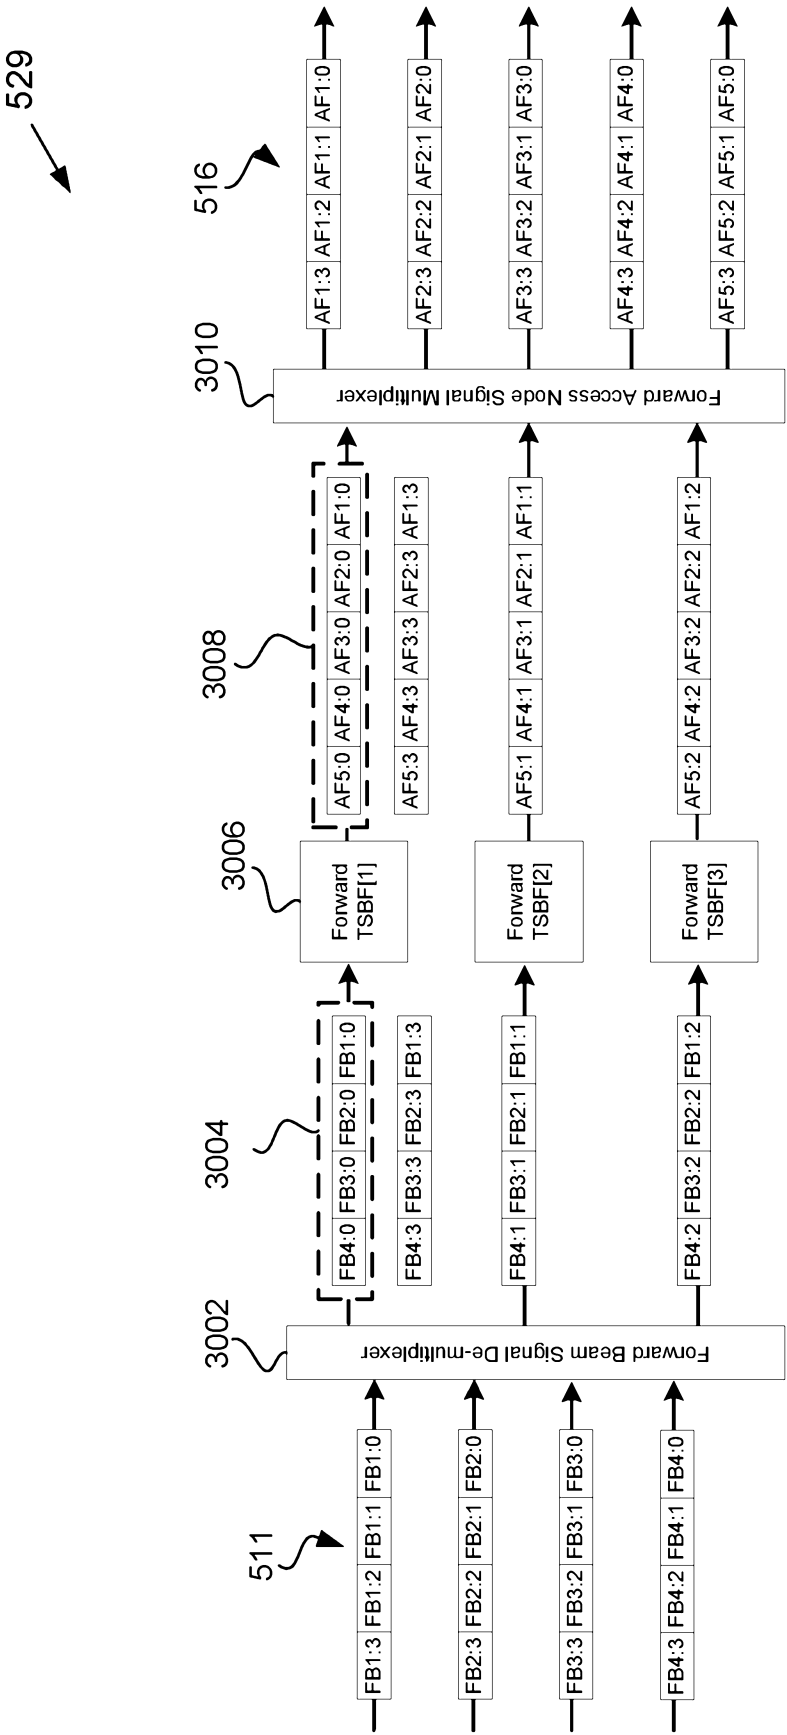 529
511
FB1:3 FB1:2 FB1:1 FB1:0
FB2:3 FB2:2 FB2:1 FB2:0
FB3:3 FB3:2 FB3:1 FB3:0
FB4:3 FB4:2 FB4:1 FB4:0
3002
Forward Beam Signal De-multiplexer
3004
FB4:0 FB3:0 FB2:0 FB1:0
FB4:3 FB3:3 FB2:3 FB1:3
FB4:1 FB3:1 FB2:1 FB1:1
FB4:2 FB3:2 FB2:2 FB1:2
3006
Forward
TSBF[1]
Forward
TSBF[2]
Forward
TSBF[3]
3008
AF5:0 AF4:0 AF3:0 AF2:0 AF1:0
AF5:3 AF4:3 AF3:3 AF2:3 AF1:3
AF5:1 AF4:1 AF3:1 AF2:1 AF1:1
AF5:2 AF4:2 AF3:2 AF2:2 AF1:2
3010
Forward Access Node Signal Multiplexer
516
AF1:3 AF1:2 AF1:1 AF1:0
AF2:3 AF2:2 AF2:1 AF2:0
AF3:3 AF3:2 AF3:1 AF3:0
AF4:3 AF4:2 AF4:1 AF4:0
AF5:3 AF5:2 AF5:1 AF5:0